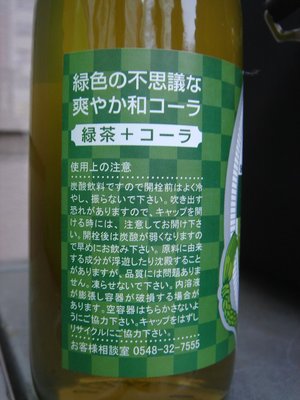 緑色の不思議な
爽やか和コーラ
緑茶＋コーラ
使用上の注意
炭酸飲料ですので開栓前はよく冷
やし、振らないで下さい。吹き出す
恐れがありますので、キャップを開
ける時には、注意してお開け下さ
い。開栓後は炭酸が弱くなりますの
で早めにお飲み下さい。原料に由来
する成分が浮遊したり沈殿すること
がありますが、品質には問題ありま
せん。凍らせないで下さい。内溶液
が膨張し容器が破損する場合が
あります。空容器はちらかさないよ
うにご協力下さい。キャップをはずし
リサイクルにご協力下さい。
お客様相談室 0548-32-7555